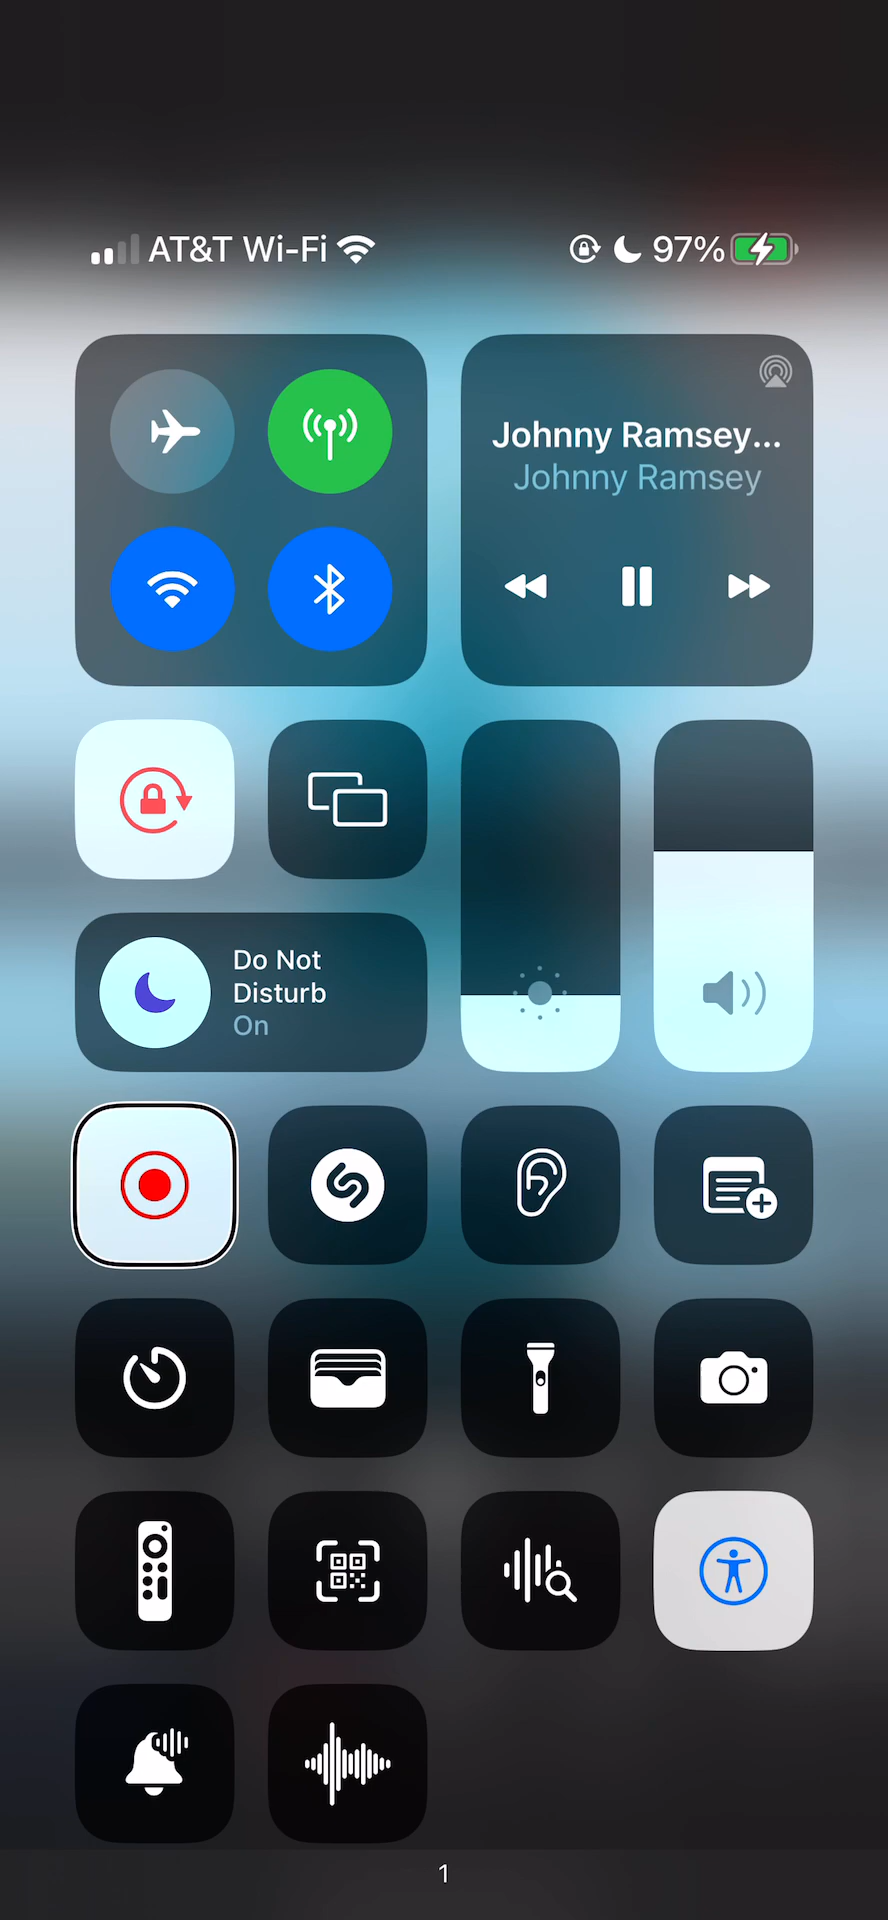 AT&T Wi-Fi
97%
Johnny Ramsey...
Johnny Ramsey
Do Not
Disturb
On
1